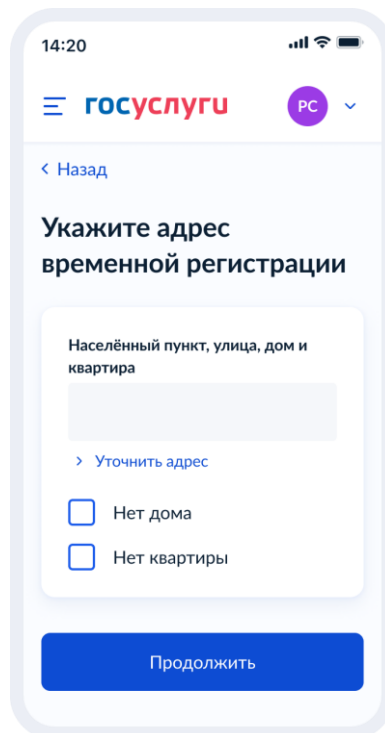 14:20
госуслуги
РС
Назад
Укажите адрес
временной регистрации
Населённый пункт, улица, дом и
квартира
Уточнить адрес
Нет дома
Нет квартиры
Продолжить